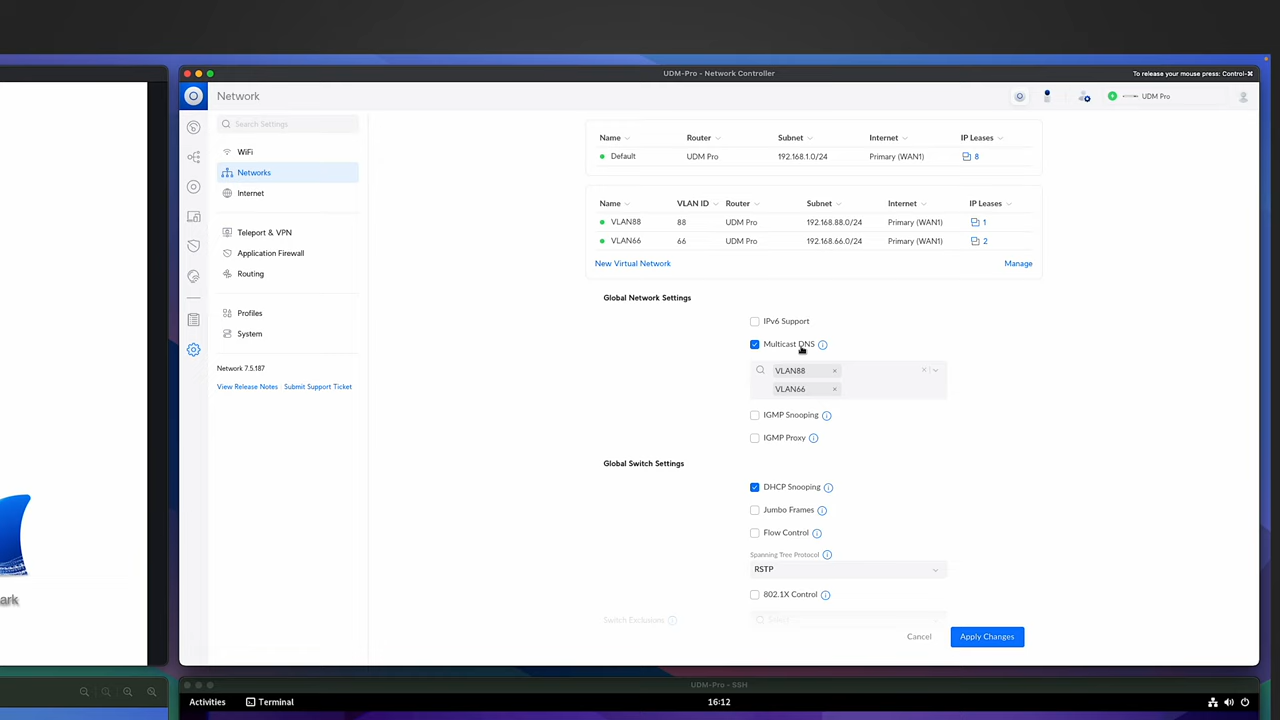 UDM-Pro - Network Controller
To release your mouse press: Control-⌘
Network
UDM Pro
Search Settings
WiFi
Networks
Internet
Teleport & VPN
Application Firewall
Routing
Profiles
System
Network 7.5.187
View Release Notes Submit Support Ticket
Name Router Subnet Internet IP Leases
Default UDM Pro 192.168.1.0/24 Primary (WAN1) 8
Name VLAN ID Router Subnet Internet IP Leases
VLAN88 88 UDM Pro 192.168.88.0/24 Primary (WAN1) 1
VLAN66 66 UDM Pro 192.168.66.0/24 Primary (WAN1) 2
New Virtual Network Manage
Global Network Settings
IPv6 Support
Multicast DNS
VLAN88
VLAN66
IGMP Snooping
IGMP Proxy
Global Switch Settings
DHCP Snooping
Jumbo Frames
Flow Control
Spanning Tree Protocol
RSTP
802.1X Control
Switch Exclusions Select
Cancel Apply Changes
ark
UDM-Pro - SSH
Activities Terminal 16:12